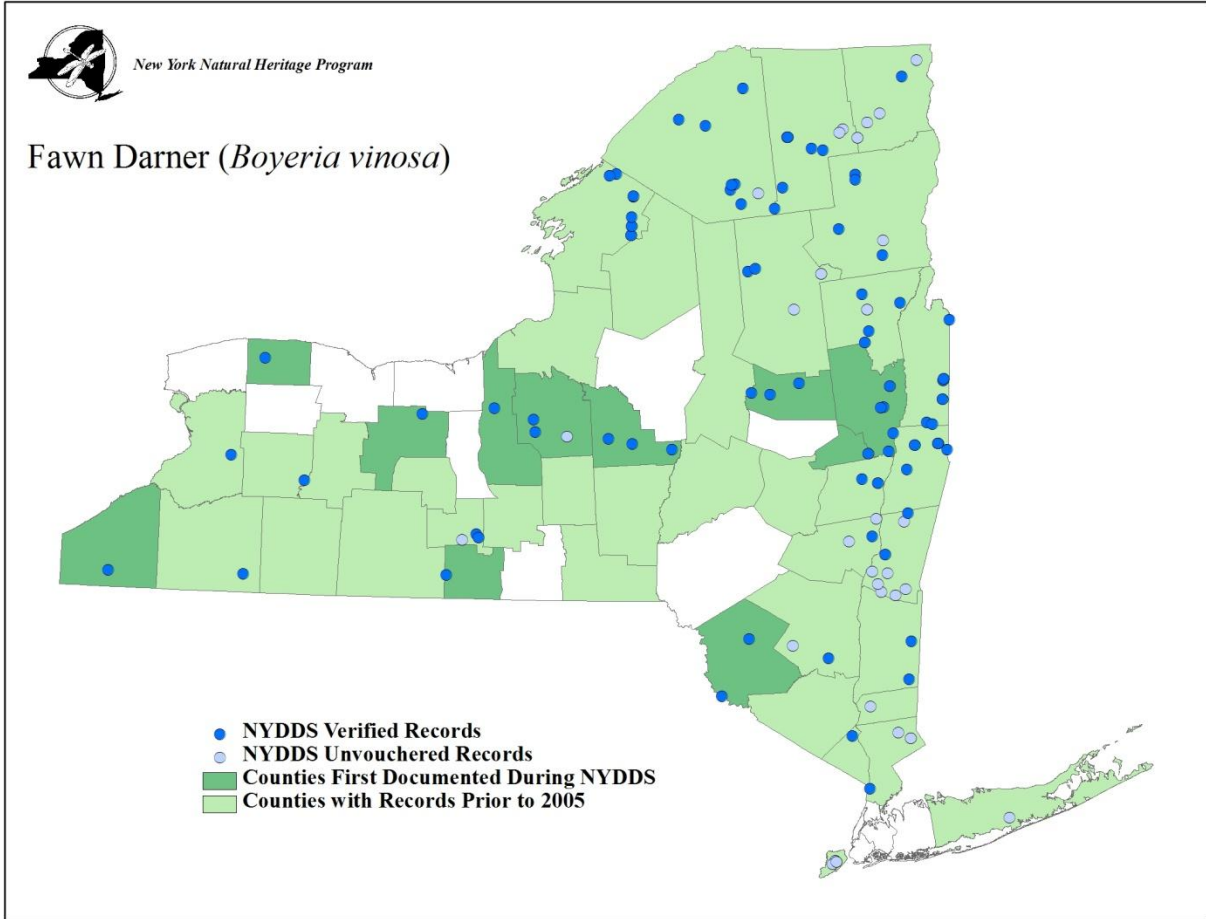 New York Natural Heritage Program
Fawn Darner (Boyeria vinosa)
NYDDS Verified Records
NYDDS Unvouchered Records
Counties First Documented During NYDDS
Counties with Records Prior to 2005